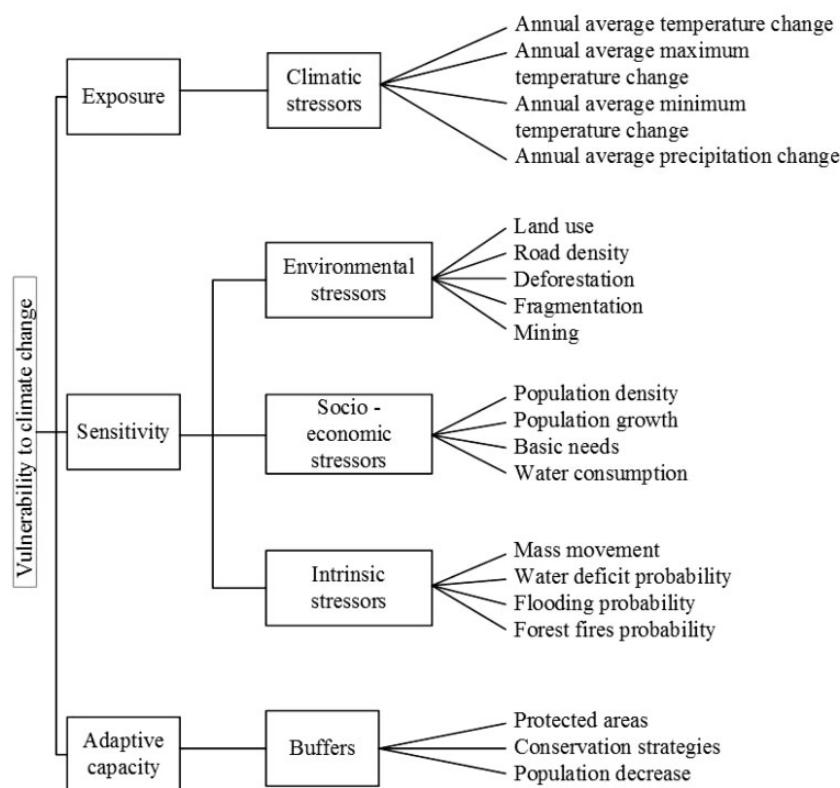 Vulnerability to climate change
Exposure
Climatic
stressors
Annual average temperature change
Annual average maximum
temperature change
Annual average minimum
temperature change
Annual average precipitation change
Sensitivity
Environmental
stressors
Land use
Road density
Deforestation
Fragmentation
Mining
Socio -
economic
stressors
Population density
Population growth
Basic needs
Water consumption
Intrinsic
stressors
Mass movement
Water deficit probability
Flooding probability
Forest fires probability
Adaptive
capacity
Buffers
Protected areas
Conservation strategies
Population decrease